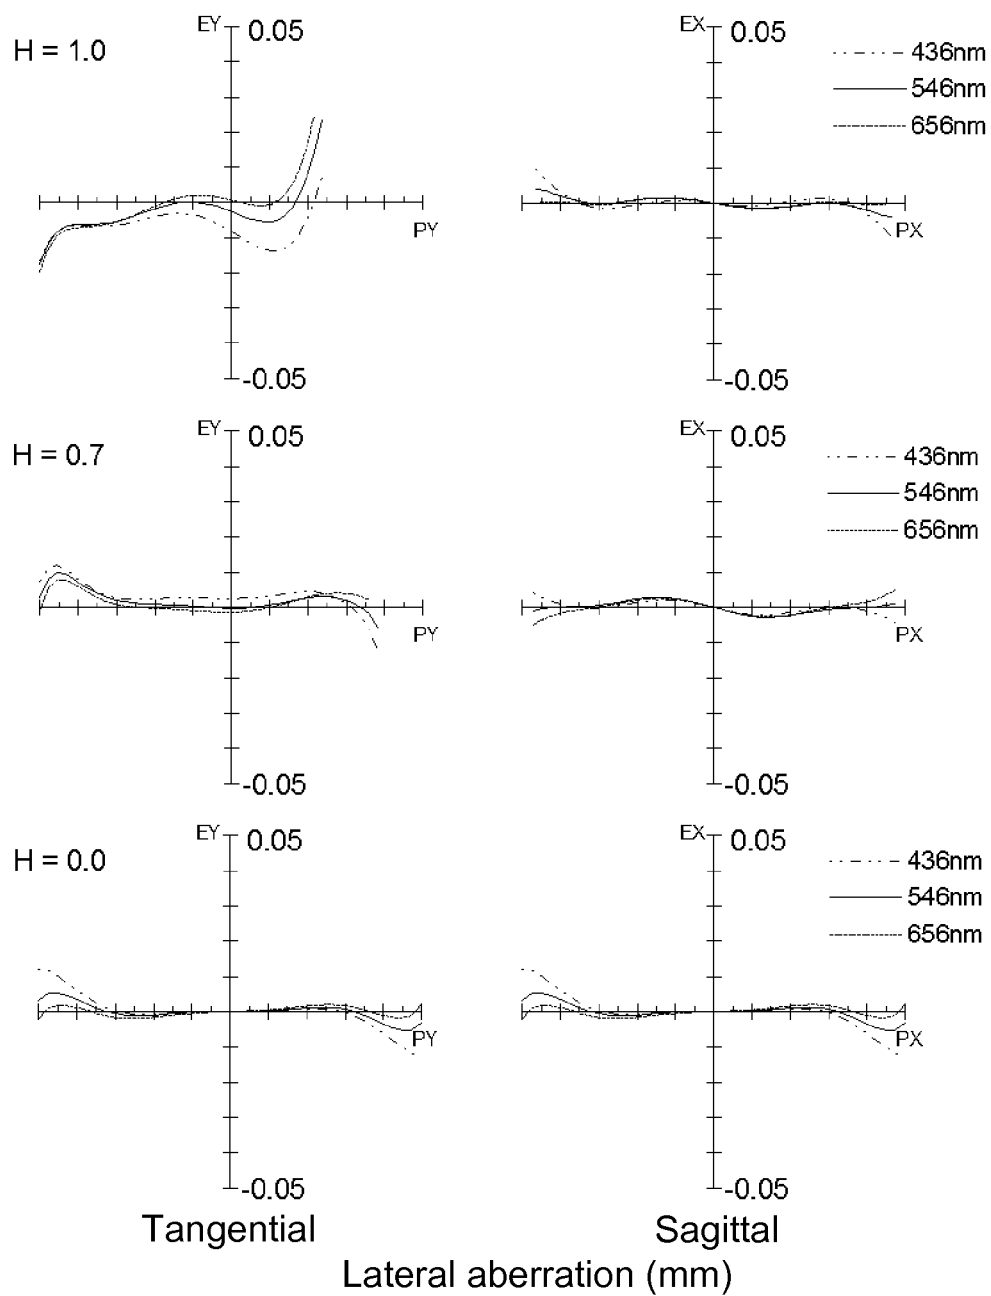 H = 1.0
EY
0.05
PY
-0.05
EX
0.05
PX
-0.05
436nm
546nm
656nm
H = 0.7
EY
0.05
PY
-0.05
EX
0.05
PX
-0.05
436nm
546nm
656nm
H = 0.0
EY
0.05
PY
-0.05
EX
0.05
PX
-0.05
436nm
546nm
656nm
Tangential
Sagittal
Lateral aberration (mm)